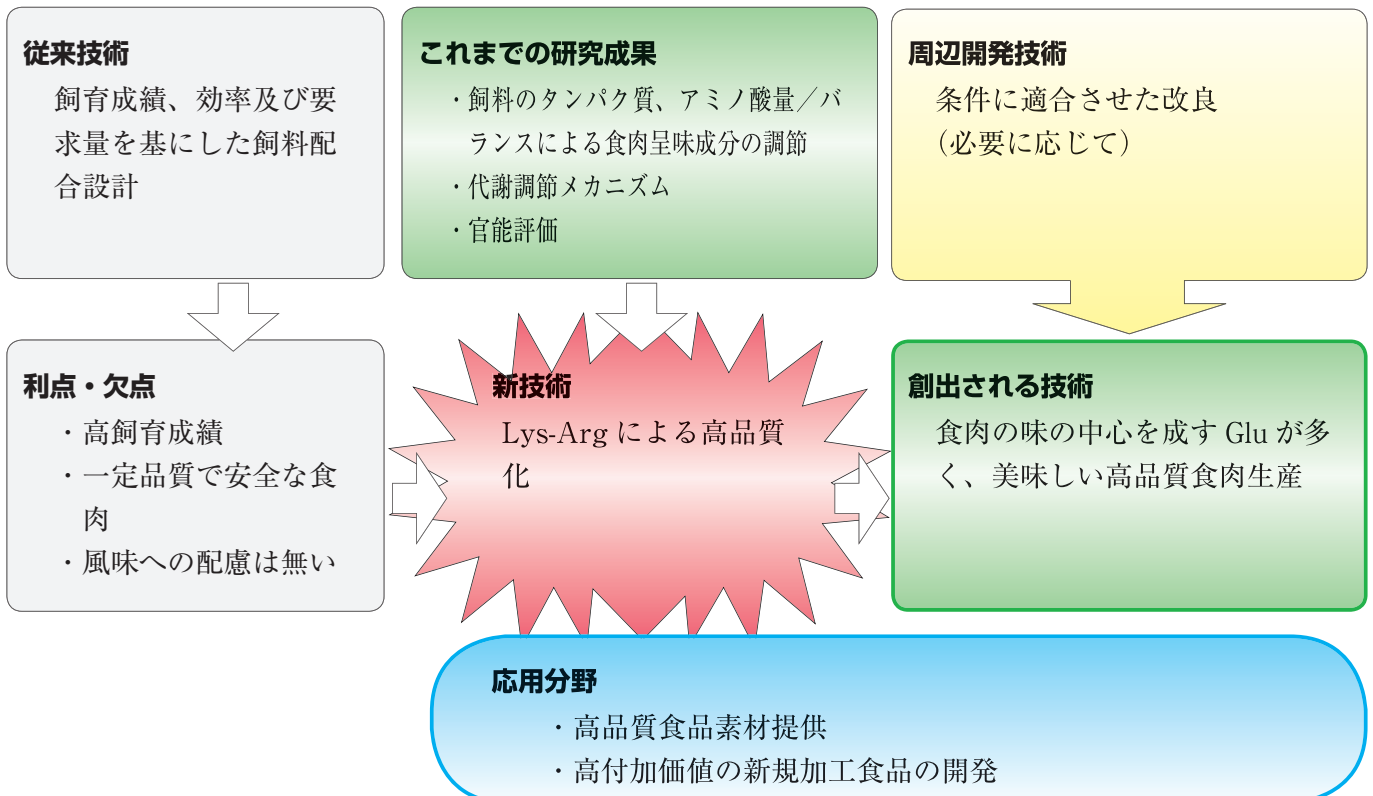 従来技術
飼育成績、効率及び要
求量を基にした飼料配
合設計
これまでの研究成果
・飼料のタンパク質、アミノ酸量／バ
ランスによる食肉呈味成分の調節
・代謝調節メカニズム
・官能評価
周辺開発技術
条件に適合させた改良
（必要に応じて）
利点・欠点
・高飼育成績
・一定品質で安全な食
肉
・風味への配慮は無い
新技術
Lys-Arg による高品質
化
創出される技術
食肉の味の中心を成す Glu が多
く、美味しい高品質食肉生産
応用分野
・高品質食品素材提供
・高付加価値の新規加工食品の開発